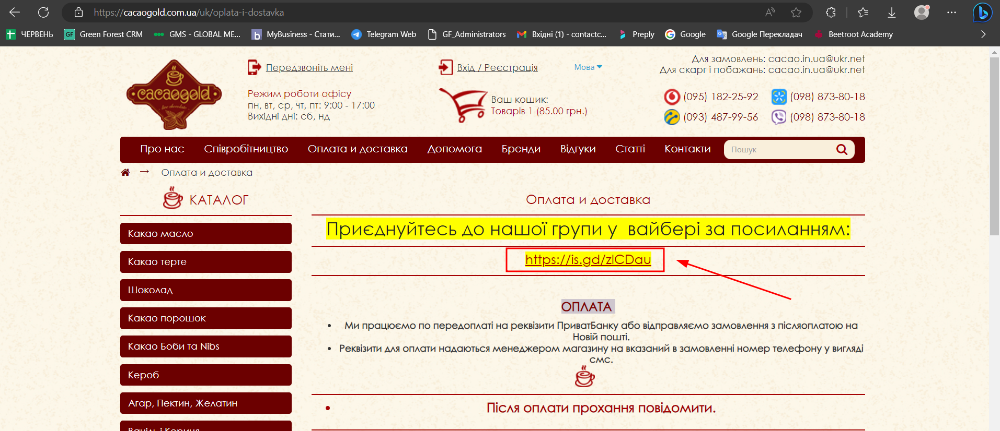 https://cacaogold.com.ua/uk/oplata-i-dostavka
ЧЕРВЕНЬ
GF Green Forest CRM
GMS - GLOBAL ME...
b MyBusiness - Стати...
Telegram Web
GF_Administrators
Вхідні (1) - contactc...
Preply
Google
Google Перекладач
Beetroot Academy
cacaogold
Передзвоніть мені
Режим роботи офісу
пн, вт, ср, чт, пт: 9:00 - 17:00
Вихідні дні: сб, нд
Вхід / Реєстрація
Мова
Ваш кошик:
Товарів 1 (85.00 грн.)
Для замовлень: cacao.in.ua@ukr.net
Для скарг і побажань: cacao.in.ua@ukr.net
(095) 182-25-92
(098) 873-80-18
(093) 487-99-56
(098) 873-80-18
Про нас
Співробітництво
Оплата и доставка
Допомога
Бренди
Відгуки
Статті
Контакти
Пошук
→ Оплата и доставка
КАТАЛОГ
Какао масло
Какао терте
Шоколад
Какао порошок
Какао Боби та Nibs
Кероб
Агар, Пектин, Желатин
Оплата и доставка
Приєднуйтесь до нашої групи у вайбері за посиланням:
https://is.gd/zlCDau
ОПЛАТА
• Ми працюємо по передоплаті на реквізити ПриватБанку або відправляємо замовлення з післяоплатою на
Новій пошті.
• Реквізити для оплати надаються менеджером магазину на вказаний в замовленні номер телефону у вигляді
смс.
• Після оплати прохання повідомити.